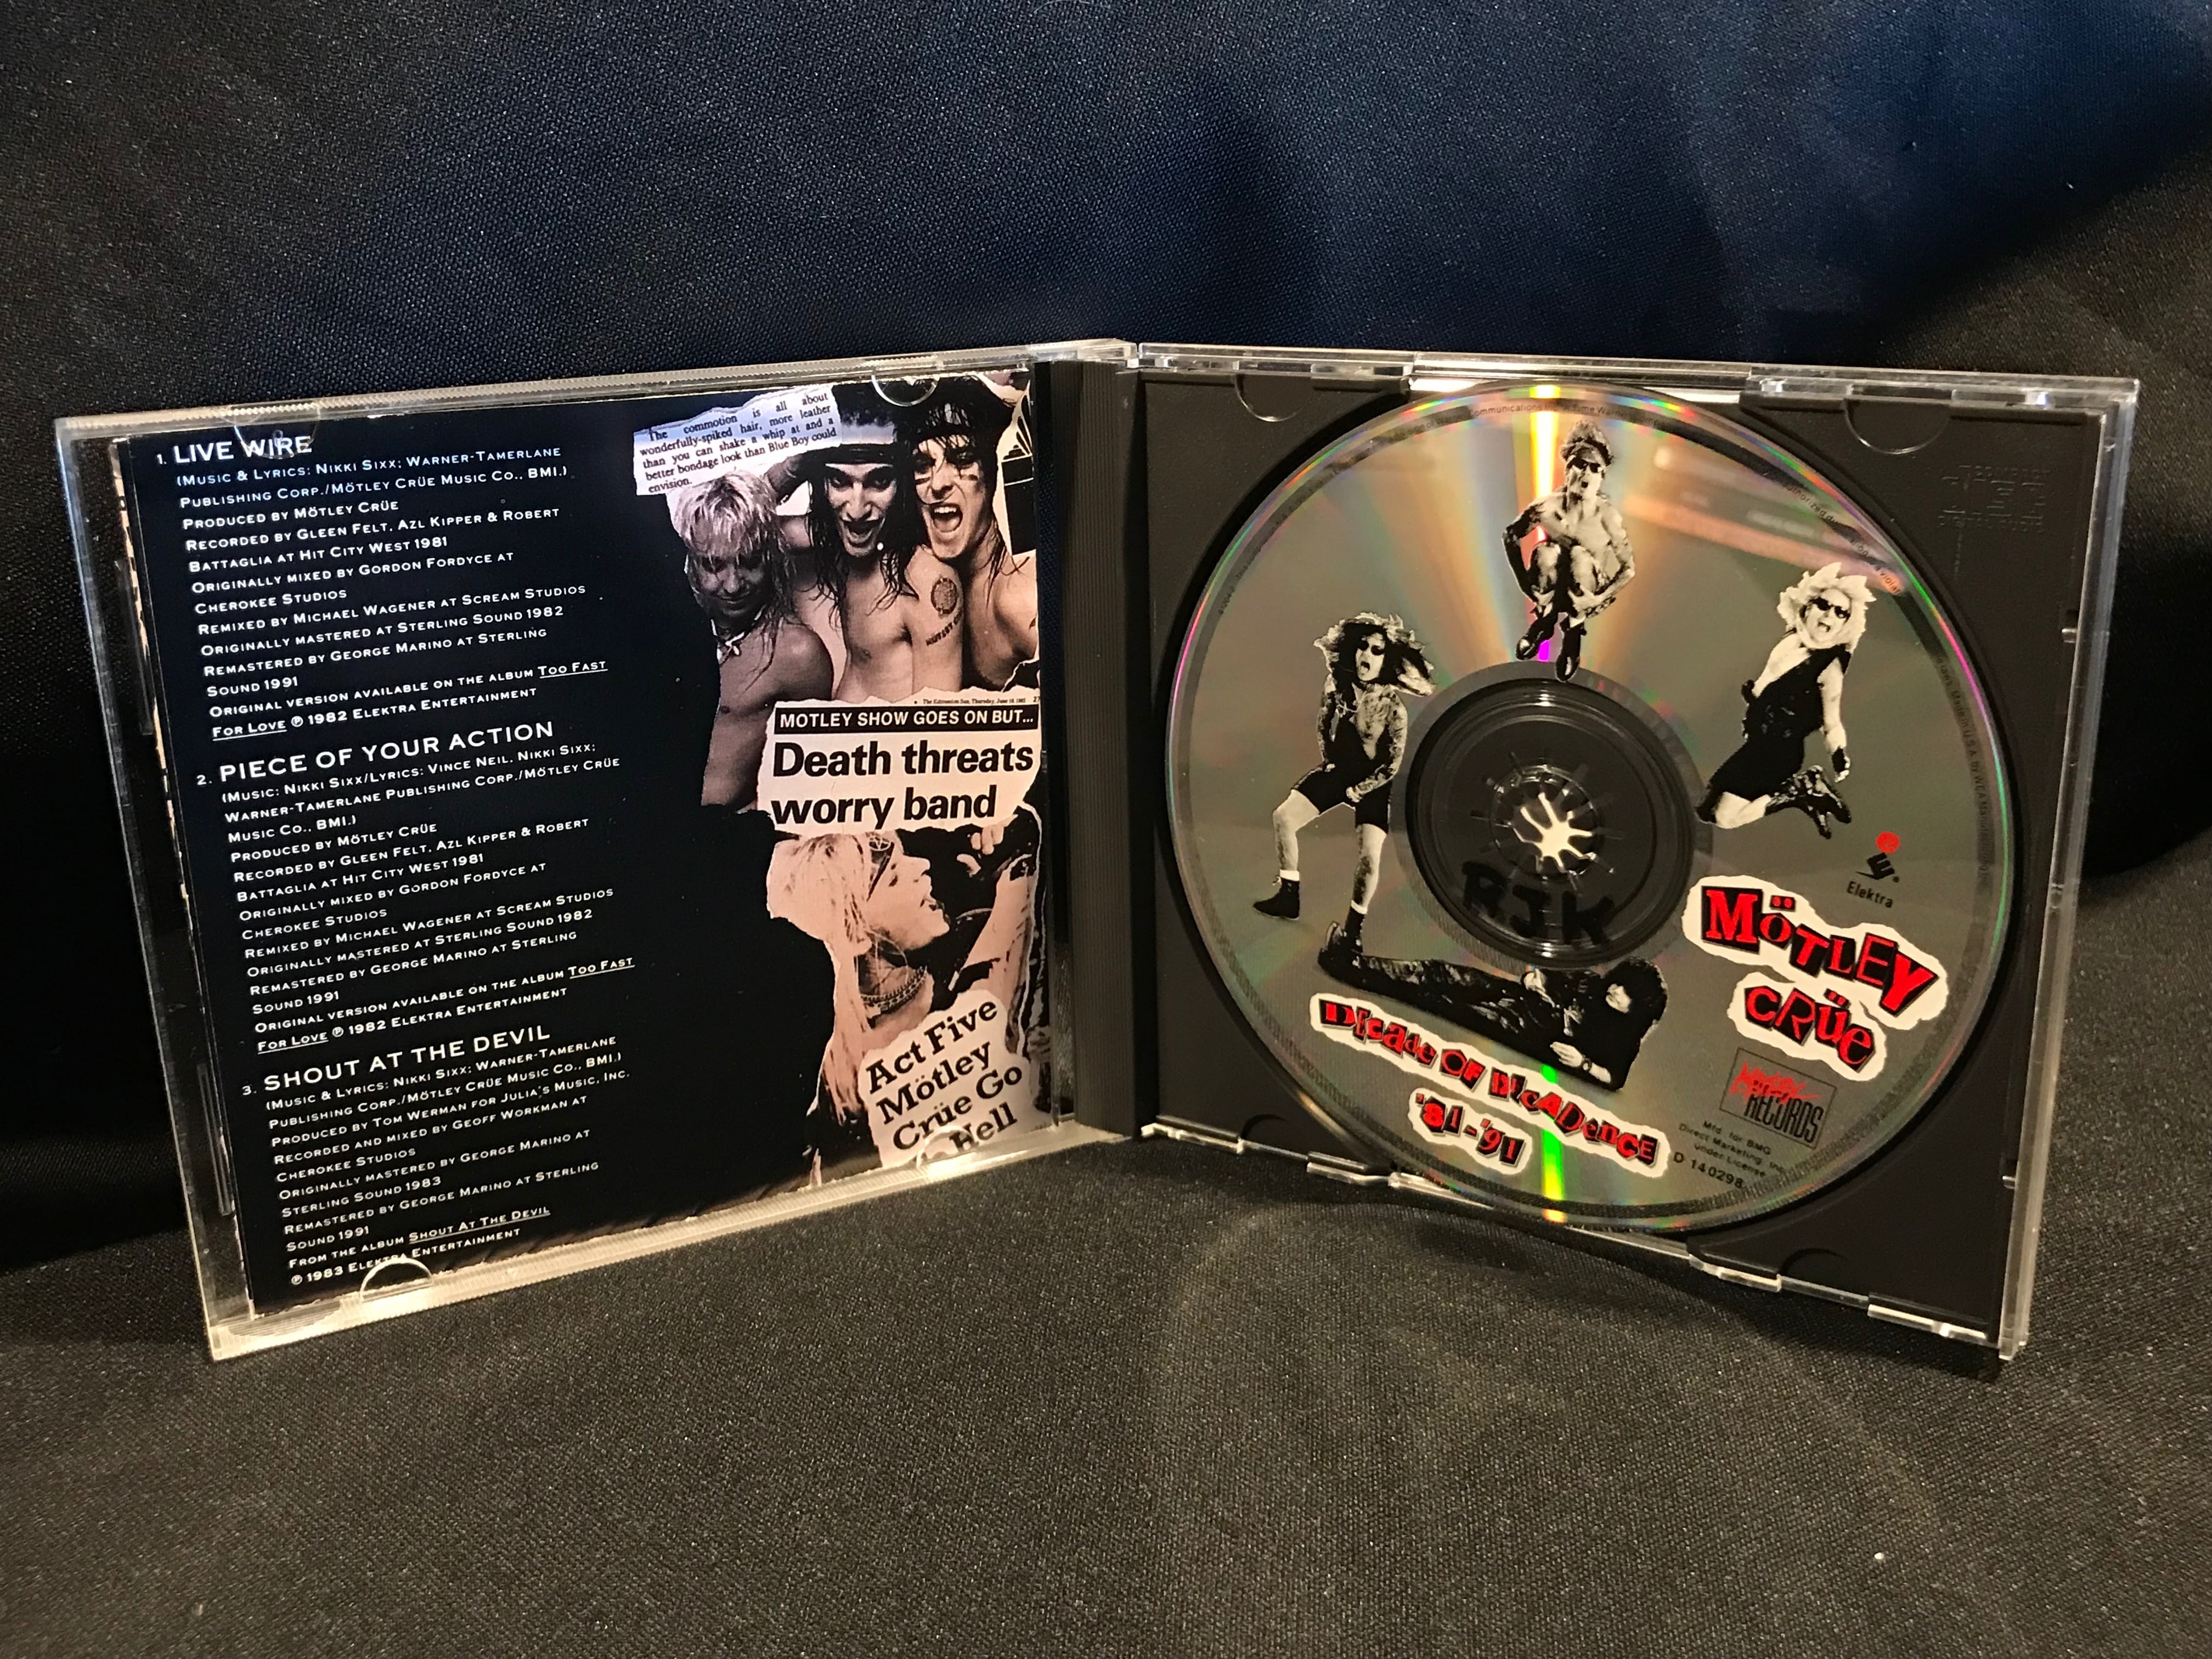 1. LIVE WIRE
(MUSIC & LYRICS: NIKKI SIXX; WARNER-TAMERLANE
PUBLISHING CORP./MÖTLEY CRÜE MUSIC CO., BMI.)
PRODUCED BY MÖTLEY CRÜE
RECORDED BY GLEEN FELT, AZL KIPPER & ROBERT
BATTAGLIA AT HIT CITY WEST 1981
ORIGINALLY MIXED BY GORDON FORDYCE AT
CHEROKEE STUDIOS
REMIXED BY MICHAEL WAGENER AT SCREAM STUDIOS
ORIGINALLY MASTERED AT STERLING SOUND 1982
REMASTERED BY GEORGE MARINO AT STERLING
SOUND 1991
ORIGINAL VERSION AVAILABLE ON THE ALBUM TOO FAST
FOR LOVE ℗ 1982 ELEKTRA ENTERTAINMENT
2. PIECE OF YOUR ACTION
(MUSIC: NIKKI SIXX/LYRICS: VINCE NEIL, NIKKI SIXX;
WARNER-TAMERLANE PUBLISHING CORP./MÖTLEY CRÜE
MUSIC CO., BMI.)
PRODUCED BY MÖTLEY CRÜE
RECORDED BY GLEEN FELT, AZL KIPPER & ROBERT
BATTAGLIA AT HIT CITY WEST 1981
ORIGINALLY MIXED BY GORDON FORDYCE AT
CHEROKEE STUDIOS
REMIXED BY MICHAEL WAGENER AT SCREAM STUDIOS
ORIGINALLY MASTERED AT STERLING SOUND 1982
REMASTERED BY GEORGE MARINO AT STERLING
SOUND 1991
ORIGINAL VERSION AVAILABLE ON THE ALBUM TOO FAST
FOR LOVE ℗ 1982 ELEKTRA ENTERTAINMENT
3. SHOUT AT THE DEVIL
(MUSIC & LYRICS: NIKKI SIXX; WARNER-TAMERLANE
PUBLISHING CORP./MÖTLEY CRÜE MUSIC CO., BMI.)
PRODUCED BY TOM WERMAN FOR JULIA'S MUSIC, INC.
RECORDED AND MIXED BY GEOFF WORKMAN AT
CHEROKEE STUDIOS
ORIGINALLY MASTERED BY GEORGE MARINO AT
STERLING SOUND 1983
REMASTERED BY GEORGE MARINO AT STERLING
SOUND 1991
FROM THE ALBUM SHOUT AT THE DEVIL
℗ 1983 ELEKTRA ENTERTAINMENT
The commotion is all about
wonderfully-spiked hair, more leather
than you can shake a whip at and a
better bondage look than Blue Boy could
envision.
The Edmonton Sun, Thursday, June
MOTLEY SHOW GOES ON BUT...
Death threats
worry band
Act Five
Mötley
Crüe Go
Hell
RJK
Elektra
MÖTLEY
CRÜE
DECADE OF DECADENCE
'81-'91
RECORDS
Mfd. for BMG
Direct Marketing, Inc.
Under License.
D 140298